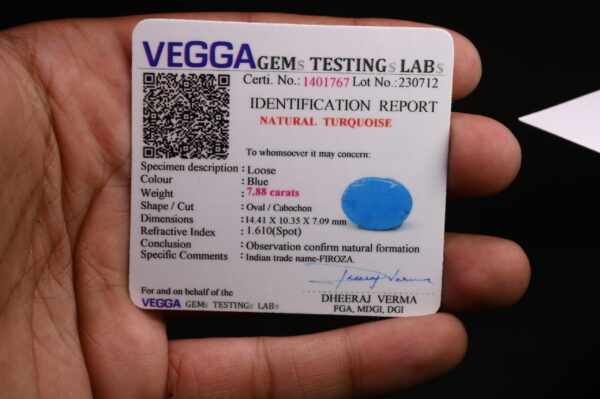 VEGGA GEMS TESTINGS LABS
Certi. No.: 1401767 Lot No.: 230712
IDENTIFICATION REPORT
NATURAL TURQUOISE
To whomsoever it may concern:
Specimen description : Loose
Colour : Blue
Weight : 7.88 carats
Shape / Cut : Oval / Cabochon
Dimensions : 14.41 X 10.35 X 7.09 mm
Refractive Index : 1.610(Spot)
Conclusion : Observation confirm natural formation
Specific Comments : Indian trade name-FIROZA.
For and on behalf of the
VEGGA GEMS TESTINGS LABS
DHEERAJ VERMA
FGA, MDGI, DGI